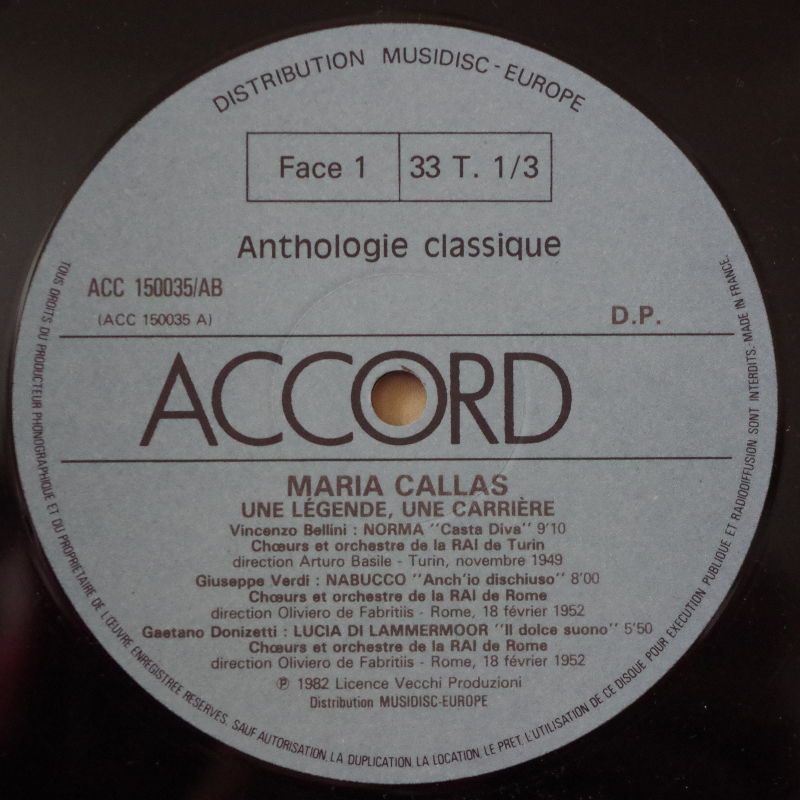 DISTRIBUTION MUSIDISC-EUROPE
Face 1 33 T. 1/3
Anthologie classique
ACC 150035/AB
(ACC 150035 A)
D.P.
ACCORD
MARIA CALLAS
UNE LÉGENDE, UNE CARRIÈRE
Vincenzo Bellini : NORMA "Casta Diva" 9'10
Chœurs et orchestre de la RAI de Turin
direction Arturo Basile - Turin, novembre 1949
Giuseppe Verdi : NABUCCO "Anch'io dischiuso" 8'00
Chœurs et orchestre de la RAI de Rome
direction Oliviero de Fabritiis - Rome, 18 février 1952
Gaetano Donizetti : LUCIA DI LAMMERMOOR "Il dolce suono" 5'50
Chœurs et orchestre de la RAI de Rome
direction Oliviero de Fabritiis - Rome, 18 février 1952
℗ 1982 Licence Vecchi Produzioni
Distribution MUSIDISC-EUROPE
TOUS DROITS DU PRODUCTEUR PHONOGRAPHIQUE ET DU PROPRIETAIRE DE L'ŒUVRE ENREGISTREE RESERVES. SAUF AUTORISATION, LA DUPLICATION, LA LOCATION, LE PRET, L'UTILISATION DE CE DISQUE POUR EXECUTION PUBLIQUE ET RADIODIFFUSION SONT INTERDITS.-MADE IN FRANCE.